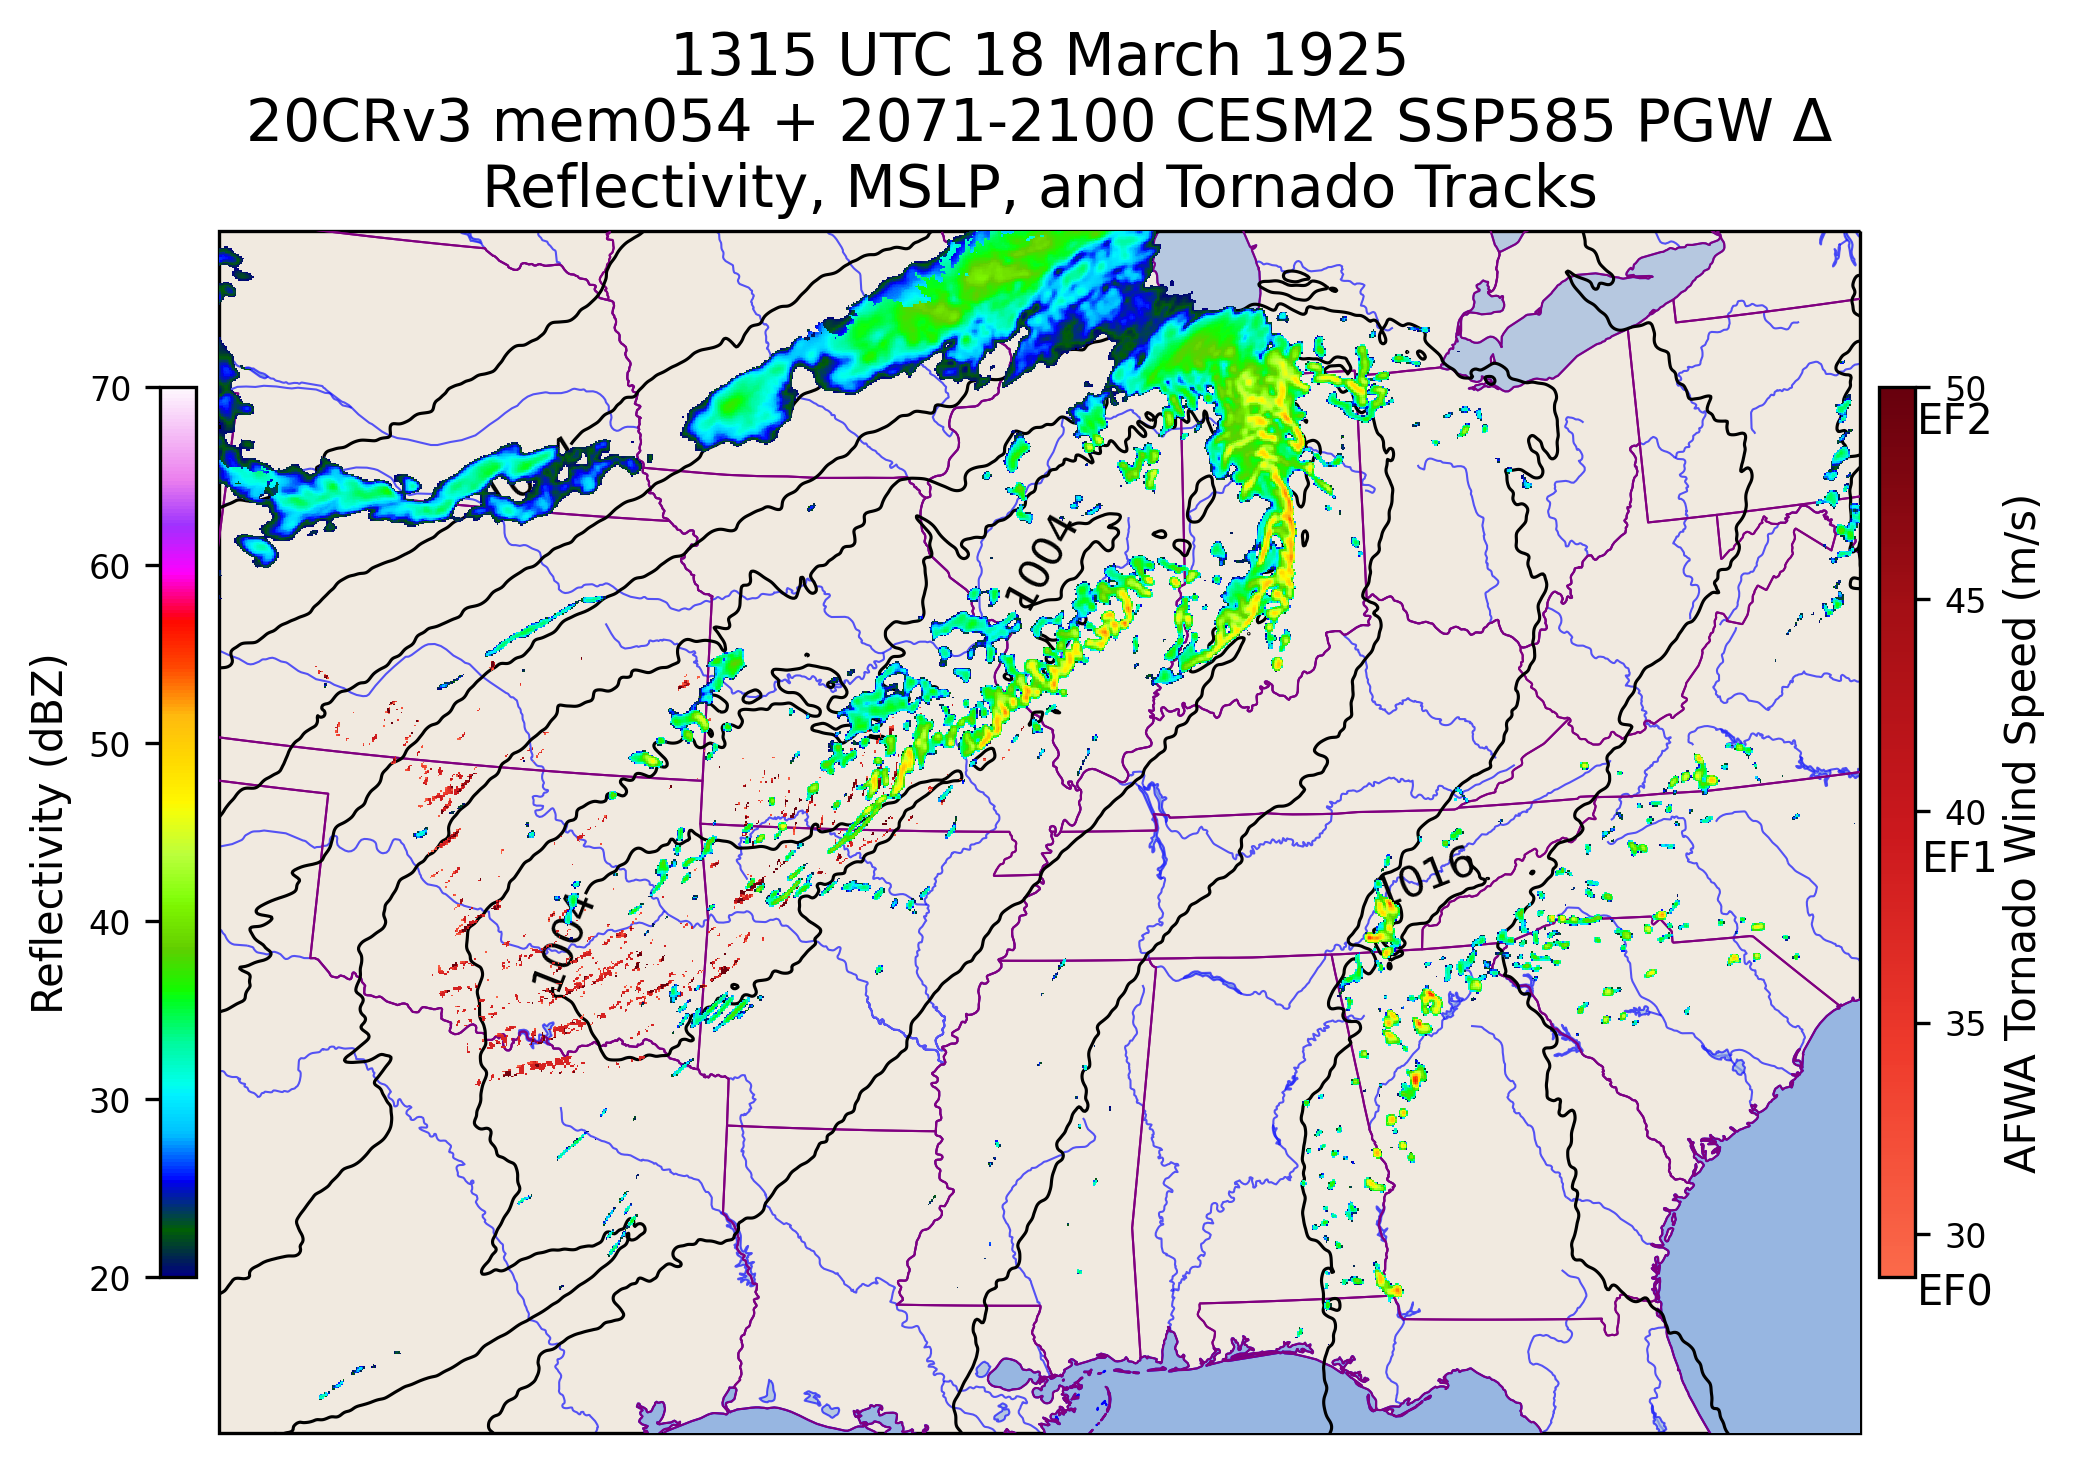 1315 UTC 18 March 1925
20CRv3 mem054 + 2071-2100 CESM2 SSP585 PGW Δ
Reflectivity, MSLP, and Tornado Tracks
70
60
50
40
30
20
Reflectivity (dBZ)
1004
1004
1016
50
EF2
45
40
EF1
35
30
EF0
AFWA Tornado Wind Speed (m/s)